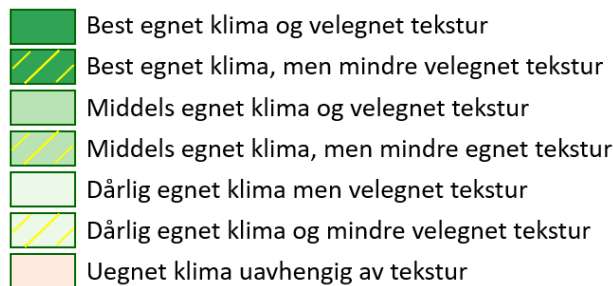 Best egnet klima og velegnet tekstur
Best egnet klima, men mindre velegnet tekstur
Middels egnet klima og velegnet tekstur
Middels egnet klima, men mindre egnet tekstur
Dårlig egnet klima men velegnet tekstur
Dårlig egnet klima og mindre velegnet tekstur
Uegnet klima uavhengig av tekstur